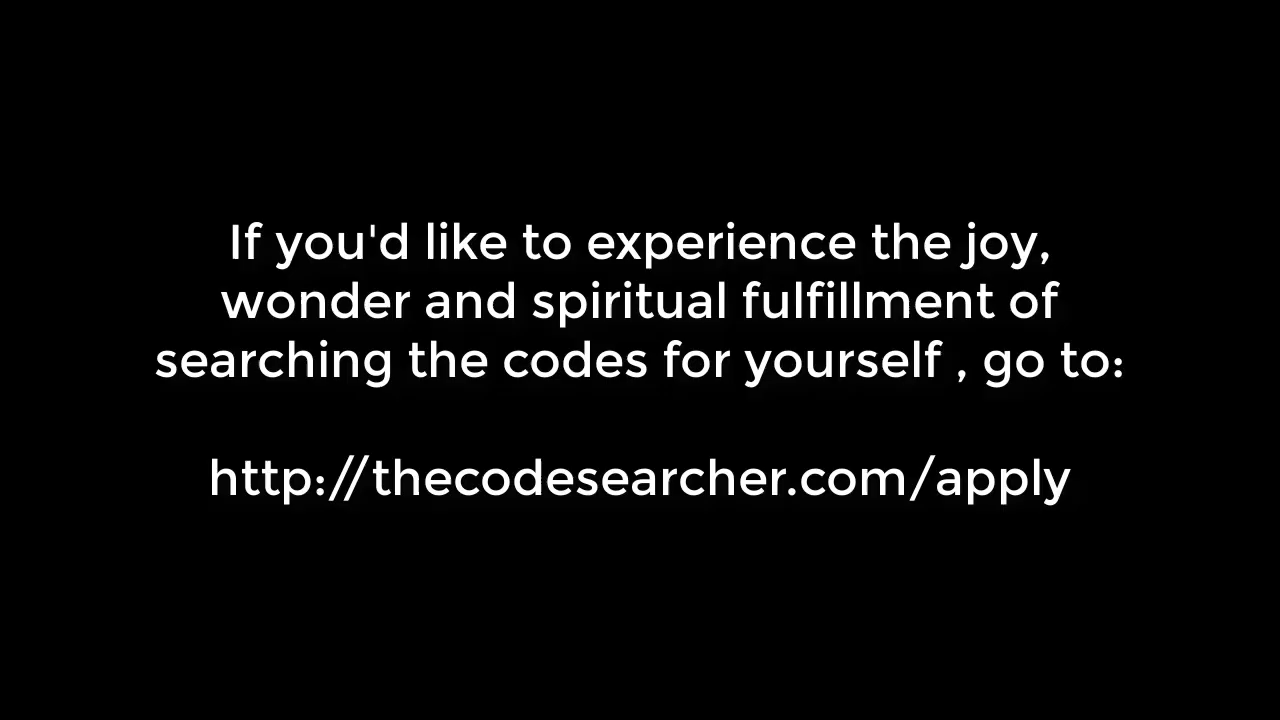 If you'd like to experience the joy,
wonder and spiritual fulfillment of
searching the codes for yourself , go to:
http://thecodesearcher.com/apply